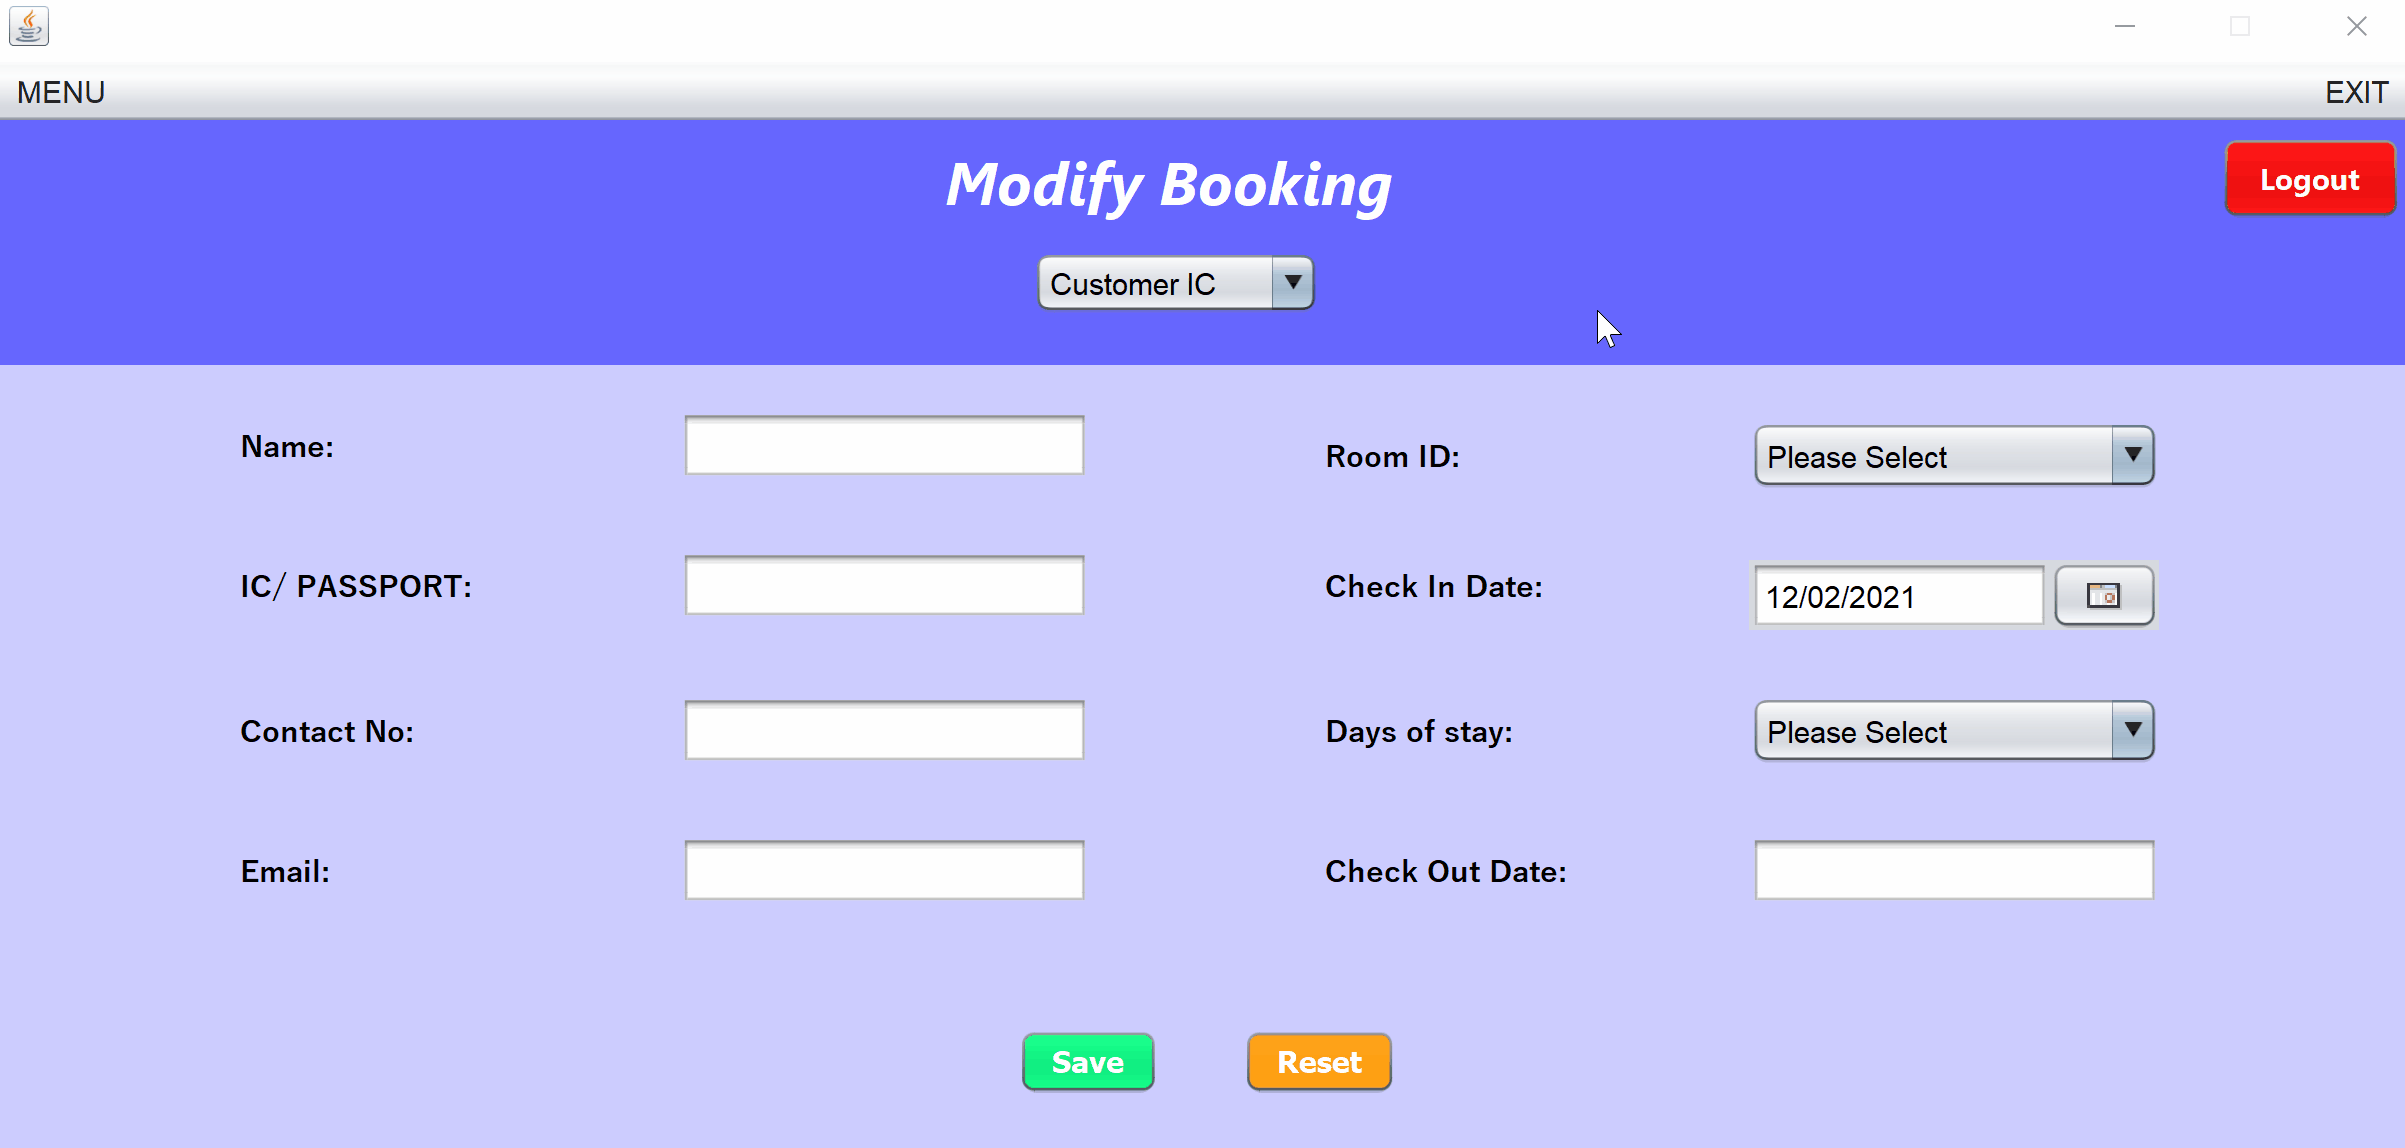 MENU EXIT
Modify Booking
Logout
Customer IC
Name:
Room ID: Please Select
IC/ PASSPORT:
Check In Date: 12/02/2021
Contact No:
Days of stay: Please Select
Email:
Check Out Date:
Save Reset